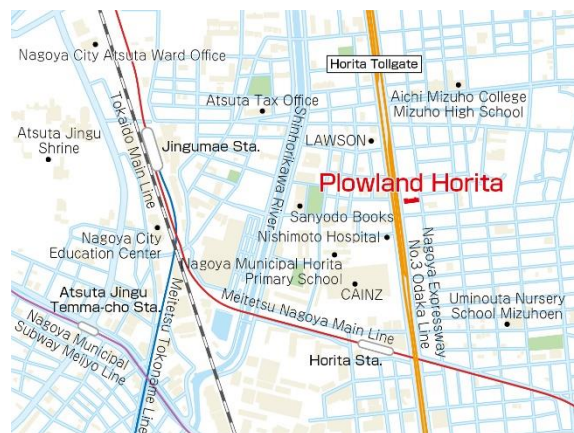 Nagoya City Atsuta Ward Office
Horita Tollgate
Tokaido Main Line
Atsuta Tax Office
Shinhorikawa River
Aichi Mizuho College
Mizuho High School
Atsuta Jingu
Shrine
Jingumae Sta.
LAWSON
Plowland Horita
Sanyodo Books
Nagoya City
Education Center
Nishimoto Hospital
Nagoya Municipal Horita
Primary School
CAINZ
Nagoya Expressway
No.3 Odaka Line
Atsuta Jingu
Temma-cho Sta.
Uminouta Nursery
School Mizuhoen
Nagoya Municipal
Subway Meijyo Line
Meitetsu Tokoname Line
Meitetsu Nagoya Main Line
Horita Sta.